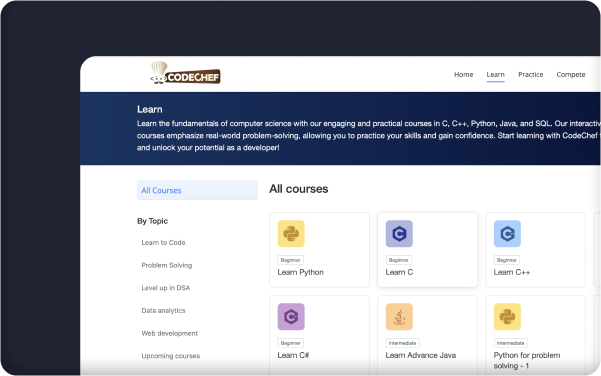 CODECHEF
Home Learn Practice Compete
Learn
Learn the fundamentals of computer science with our engaging and practical courses in C, C++, Python, Java, and SQL. Our interactiv
courses emphasize real-world problem-solving, allowing you to practice your skills and gain confidence. Start learning with CodeChef
and unlock your potential as a developer!
All Courses
By Topic
Learn to Code
Problem Solving
Level up in DSA
Data analytics
Web development
Upcoming courses
All courses
Beginner
Learn Python
Beginner
Learn C
Beginner
Learn C++
Beginner
Learn C#
Intermediate
Learn Advance Java
Intermediate
Python for problem
solving - 1